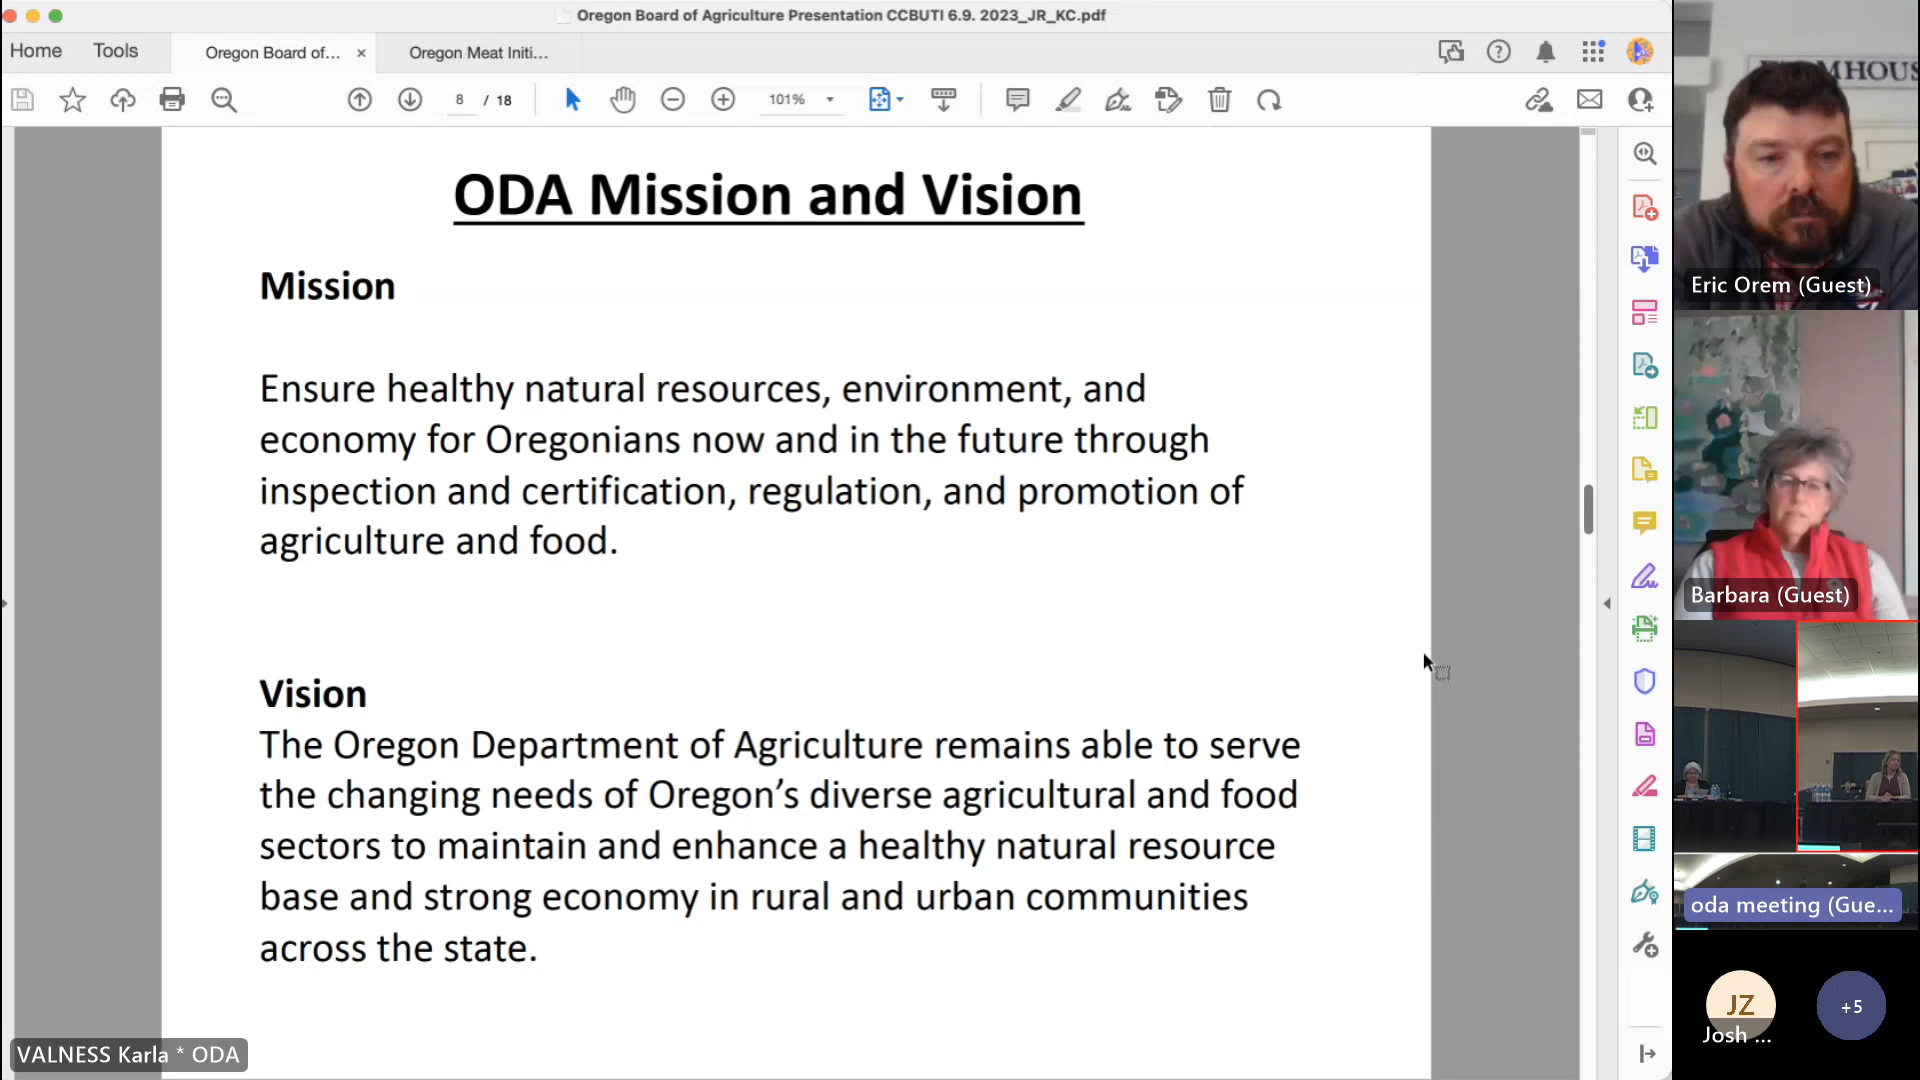 Oregon Board of Agriculture Presentation CCBUTI 6.9. 2023_JR_KC.pdf
Home
Tools
Oregon Board of...
Oregon Meat Initi...
8 / 18
101%
ODA Mission and Vision
Mission
Ensure healthy natural resources, environment, and
economy for Oregonians now and in the future through
inspection and certification, regulation, and promotion of
agriculture and food.
Vision
The Oregon Department of Agriculture remains able to serve
the changing needs of Oregon's diverse agricultural and food
sectors to maintain and enhance a healthy natural resource
base and strong economy in rural and urban communities
across the state.
VALNESS Karla * ODA
Eric Orem (Guest)
Barbara (Guest)
oda meeting (Gue...
JZ
Josh ...
+5